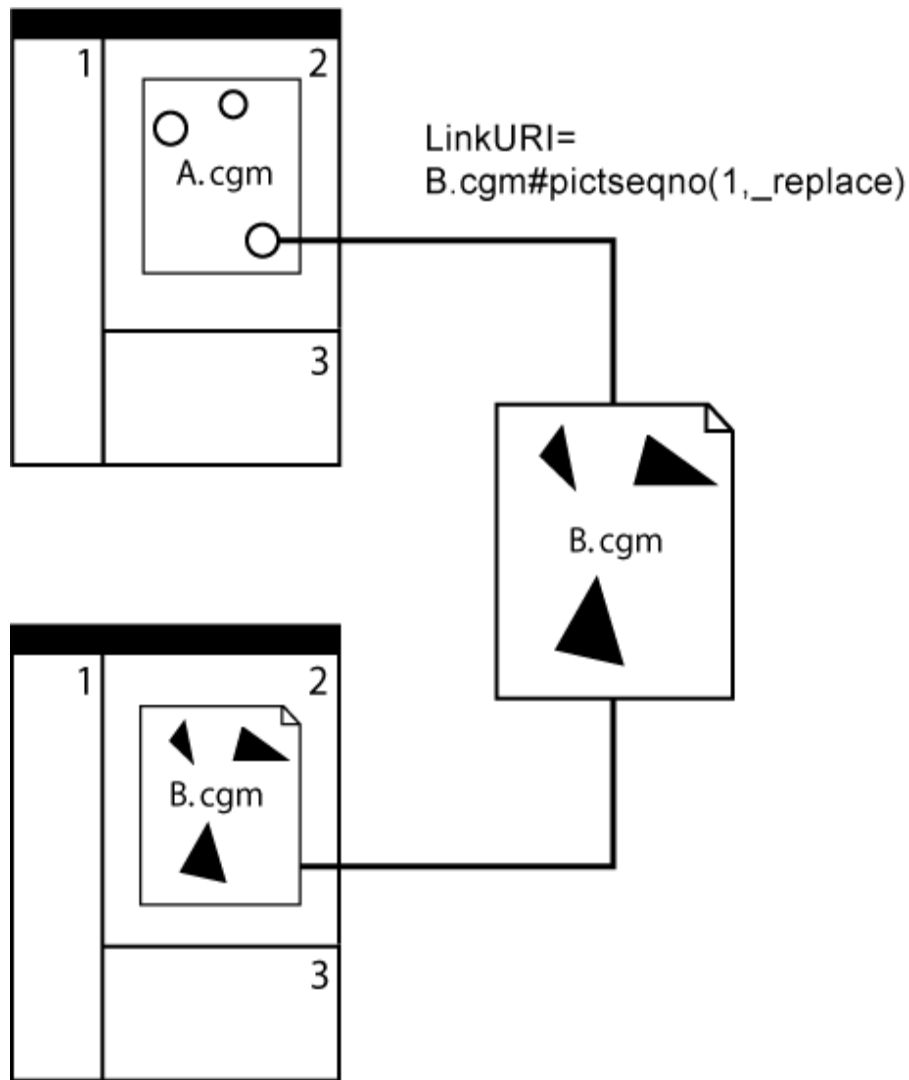 1
2
A.cgm
LinkURI=
B.cgm#pictseqno(1,_replace)
3
B.cgm
1
2
B.cgm
3